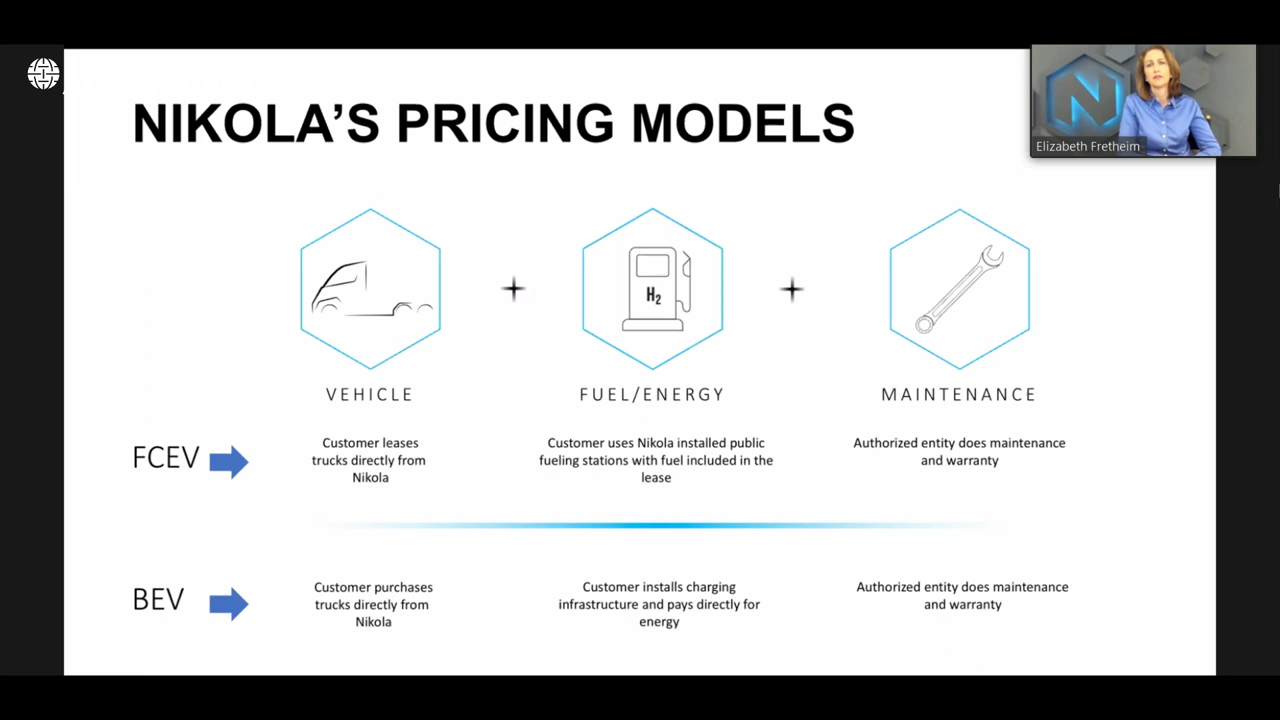 NIKOLA’S PRICING MODELS
Elizabeth Fretheim
H2
VEHICLE
FUEL/ENERGY
MAINTENANCE
FCEV
Customer leases
trucks directly from
Nikola
Customer uses Nikola installed public
fueling stations with fuel included in the
lease
Authorized entity does maintenance
and warranty
BEV
Customer purchases
trucks directly from
Nikola
Customer installs charging
infrastructure and pays directly for
energy
Authorized entity does maintenance
and warranty